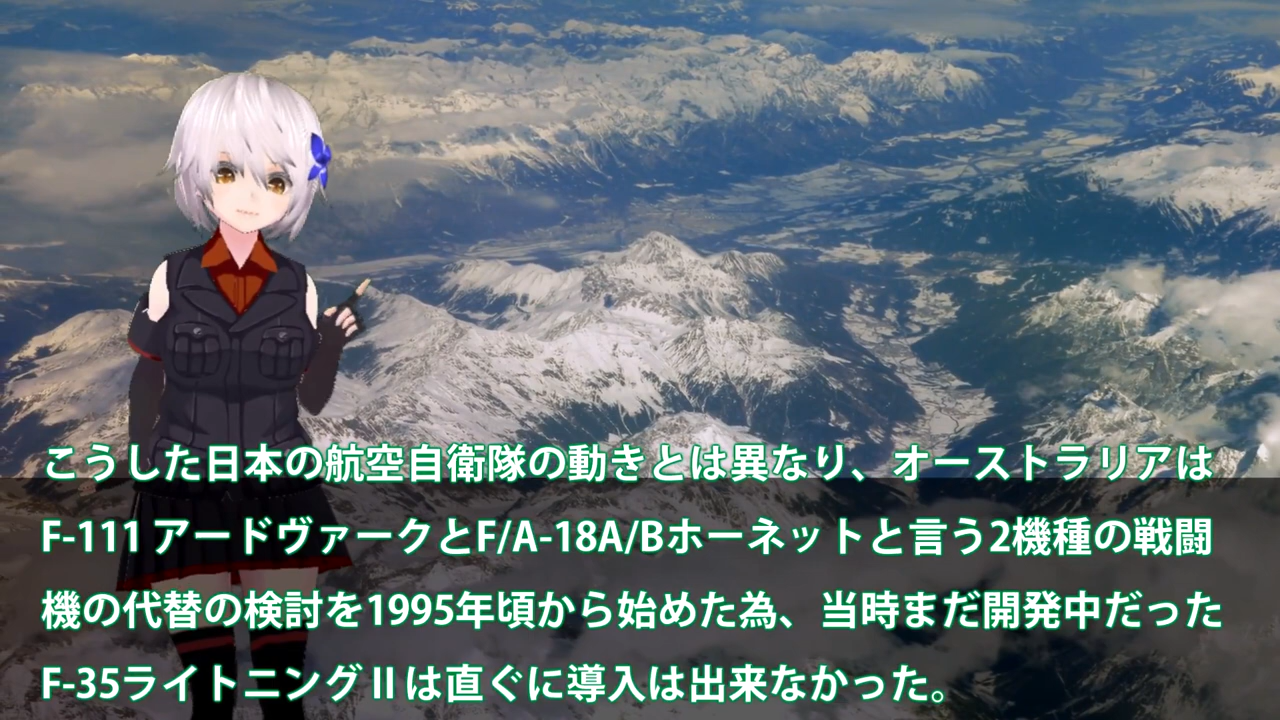 こうした日本の航空自衛隊の動きとは異なり、オーストラリアは
F-111 アードヴァークとF/A-18A/Bホーネットと言う2機種の戦闘
機の代替の検討を1995年頃から始めた為、当時まだ開発中だった
F-35ライトニングⅡは直ぐに導入は出来なかった。